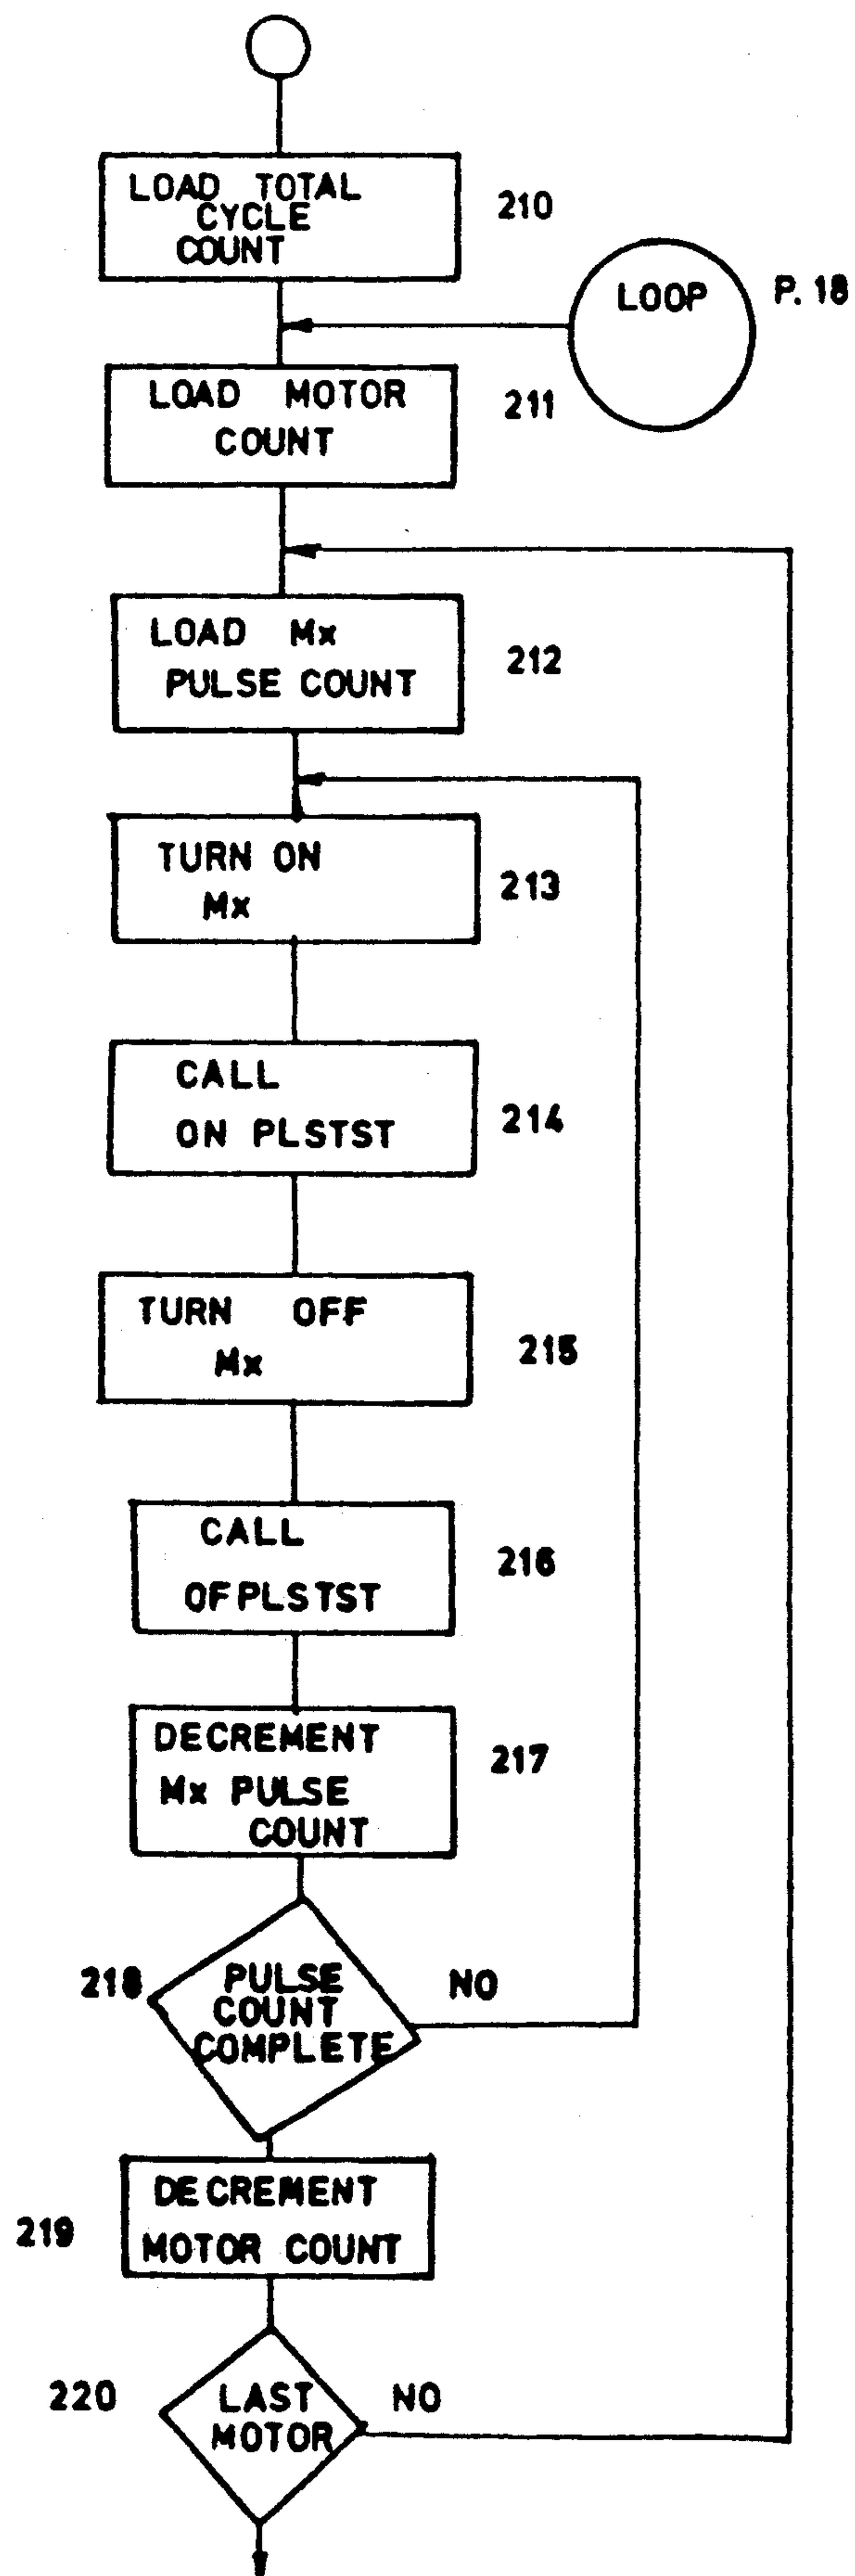 LOAD TOTAL
CYCLE
COUNT
210
LOOP
P. 18
LOAD MOTOR
COUNT
211
LOAD Mx
PULSE COUNT
212
TURN ON
Mx
213
CALL
ON PLSTST
214
TURN OFF
Mx
215
CALL
OFPLSTST
216
DECREMENT
Mx PULSE
COUNT
217
218
PULSE
COUNT
COMPLETE
NO
219
DECREMENT
MOTOR COUNT
220
LAST
MOTOR
NO